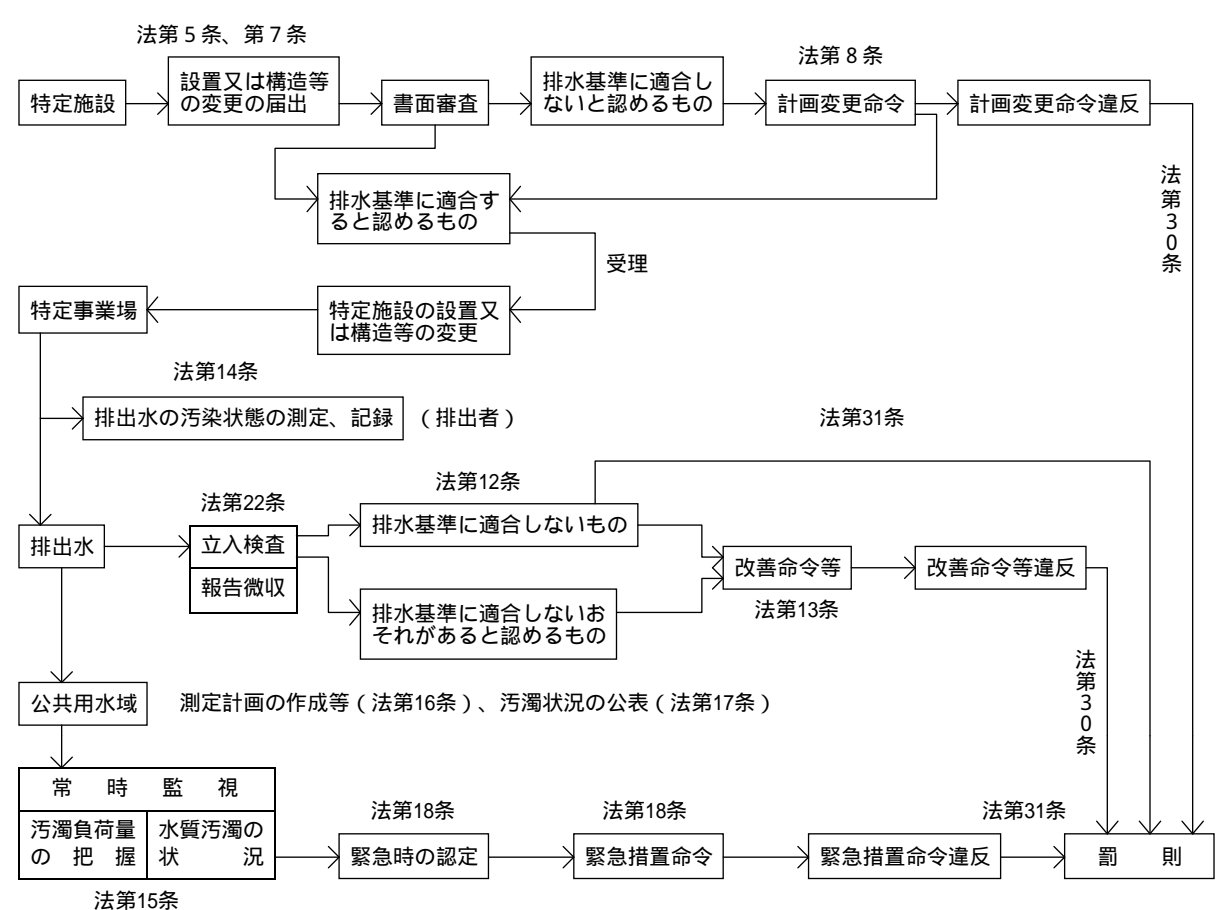 法第５条、第７条
法第８条
特定施設
設置又は構造等
の変更の届出
書面審査
排水基準に適合し
ないと認めるもの
計画変更命令
計画変更命令違反
法第30条
排水基準に適合す
ると認めるもの
受理
特定事業場
特定施設の設置又
は構造等の変更
法第14条
排出水の汚染状態の測定、記録 （排出者）
法第31条
法第12条
法第22条
排水基準に適合しないもの
排出水
立入検査
報告微収
改善命令等
改善命令等違反
法第13条
排水基準に適合しないお
それがあると認めるもの
法第30条
公共用水域
測定計画の作成等（法第16条）、汚濁状況の公表（法第17条）
常時監視
汚濁負荷量
の把握
水質汚濁の
状況
法第15条
法第18条
法第18条
法第31条
緊急時の認定
緊急措置命令
緊急措置命令違反
罰則